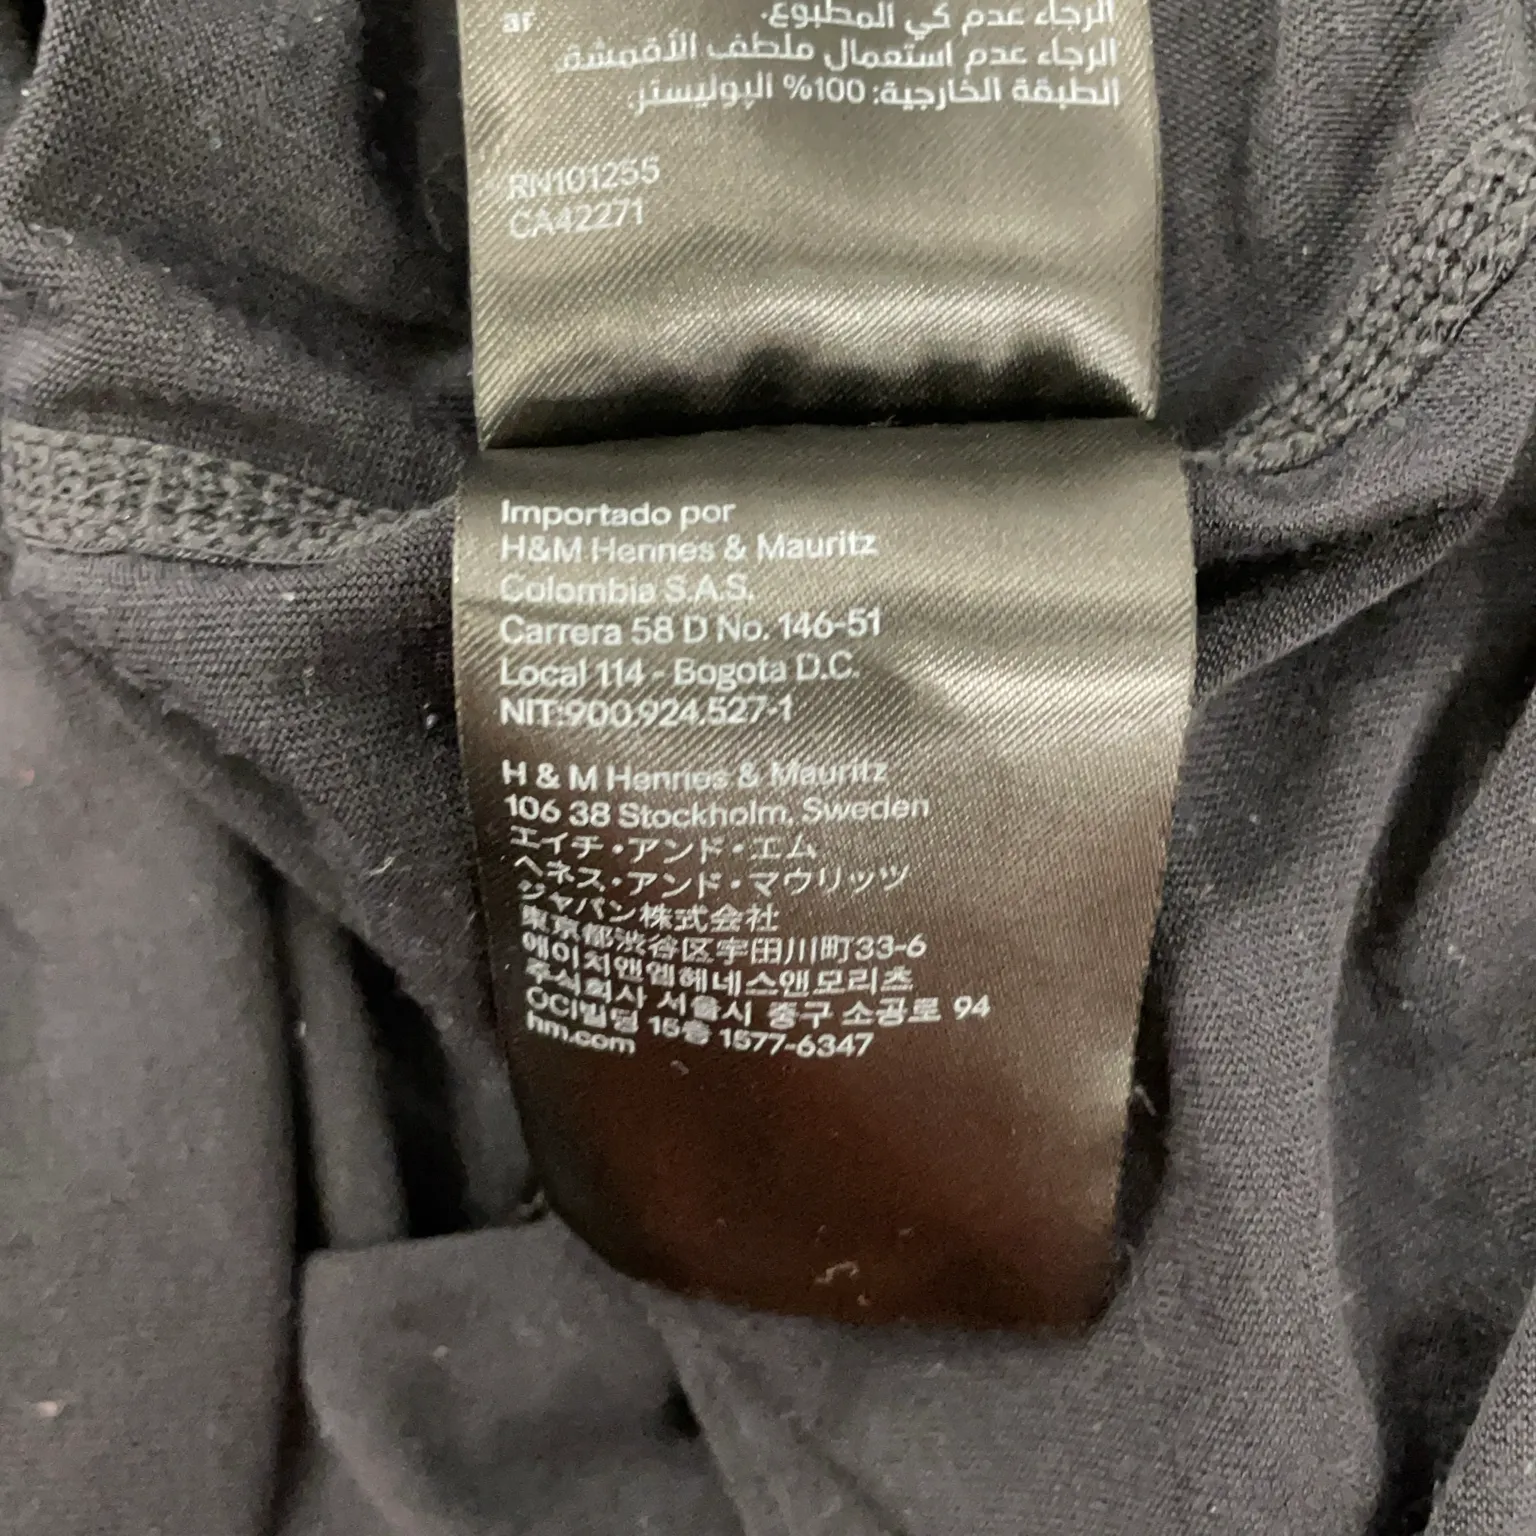 ar
الرجاء عدم كي المطبوع.
الرجاء عدم استعمال ملطف الأقمشة.
الطبقة الخارجية: 100% البوليستر.
RN101255
CA42271
Importado por
H&M Hennes & Mauritz
Colombia S.A.S.
Carrera 58 D No. 146-51
Local 114 - Bogota D.C.
NIT:900.924.527-1
H & M Hennes & Mauritz
106 38 Stockholm, Sweden
エイチ・アンド・エム
ヘネス・アンド・マウリッツ
ジャパン株式会社
東京都渋谷区宇田川町33-6
에이치앤엠헤네스앤모리츠
주식회사 서울시 중구 소공로 94
OCI빌딩 15층 1577-6347
hm.com